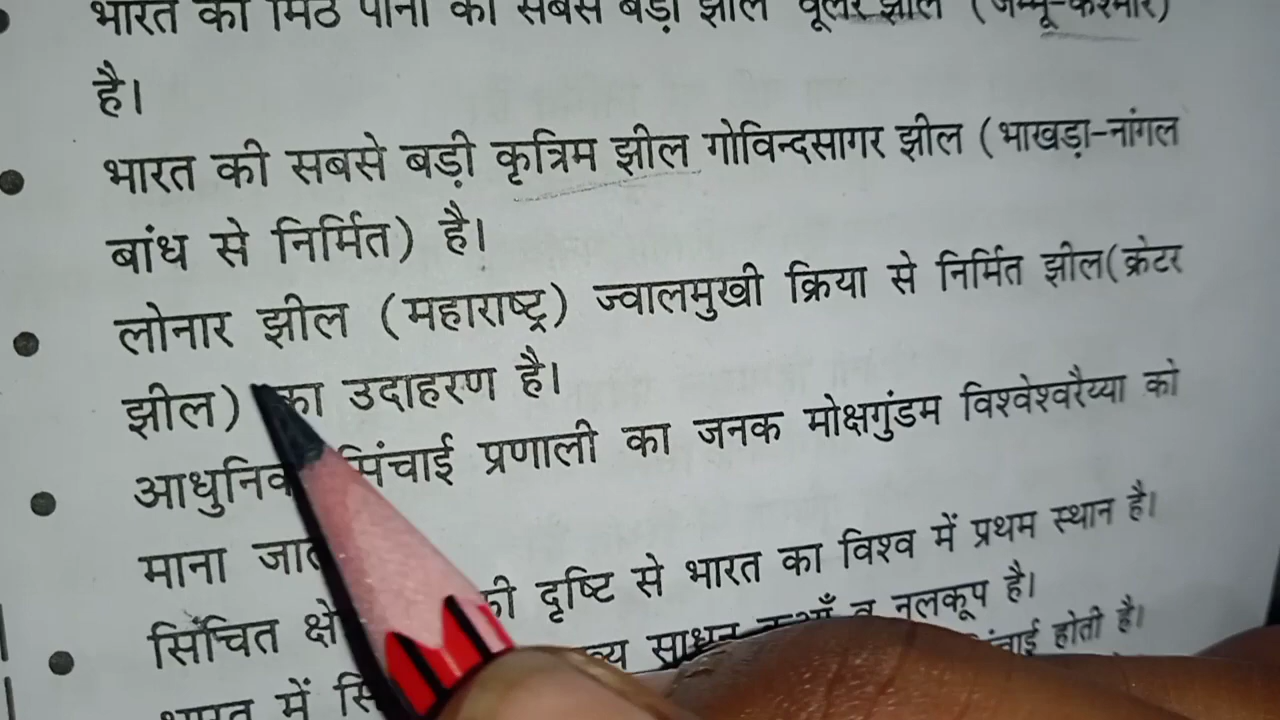 भारत की मिठे पानी की सबसे बड़ी झील वूलर झील (जम्मू-कश्मीर)
है।
भारत की सबसे बड़ी कृत्रिम झील गोविन्दसागर झील (भाखड़ा-नांगल
बांध से निर्मित) है।
लोनार झील (महाराष्ट्र) ज्वालमुखी क्रिया से निर्मित झील(क्रेटर
झील) का उदाहरण है।
आधुनिक सिंचाई प्रणाली का जनक मोक्षगुंडम विश्वेश्वरैय्या को
माना
सिंचित की दृष्टि से भारत का विश्व में प्रथम स्थान है।
भारत में साधन कुआँ व नलकूप है।
होती है।